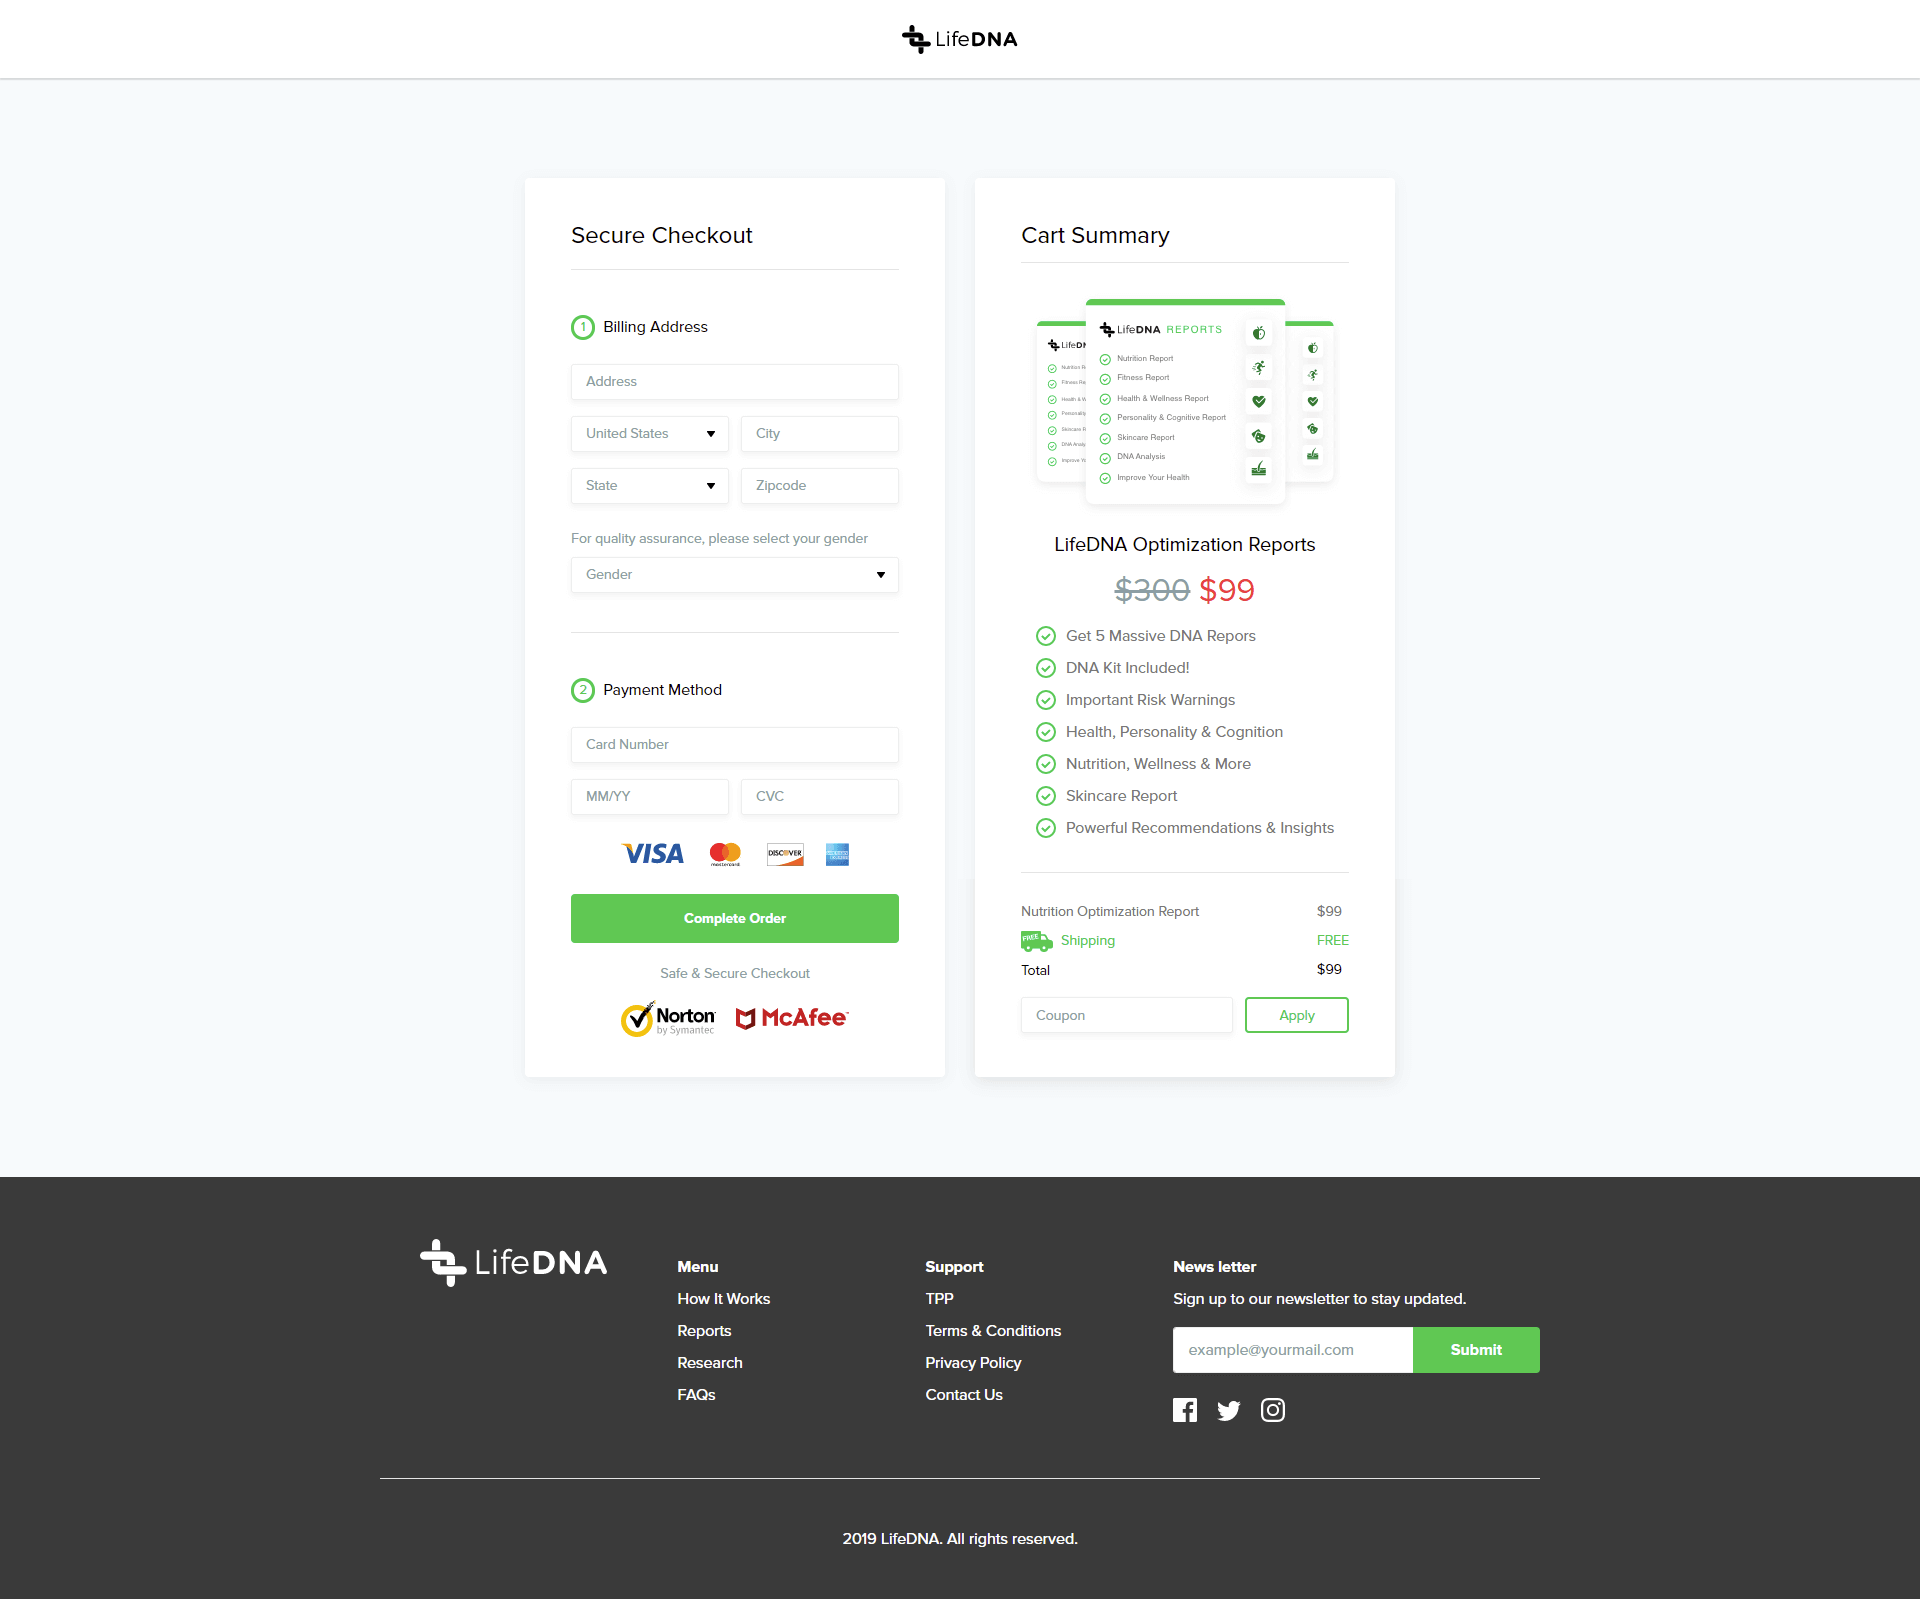 LifeDNA
Secure Checkout
1 Billing Address
Address
United States
City
State
Zipcode
For quality assurance, please select your gender
Gender
2 Payment Method
Card Number
MM/YY
CVC
VISA
mastercard
DISCOVER
Complete Order
Safe & Secure Checkout
Norton
by Symantec
McAfee
Cart Summary
LifeDNA REPORTS
Nutrition Report
Fitness Report
Health & Wellness Report
Personality & Cognitive Report
Skincare Report
DNA Analysis
Improve Your Health
LifeDNA Optimization Reports
$300 $99
Get 5 Massive DNA Repors
DNA Kit Included!
Important Risk Warnings
Health, Personality & Cognition
Nutrition, Wellness & More
Skincare Report
Powerful Recommendations & Insights
Nutrition Optimization Report $99
FREE Shipping FREE
Total $99
Coupon
Apply
LifeDNA
Menu
How It Works
Reports
Research
FAQs
Support
TPP
Terms & Conditions
Privacy Policy
Contact Us
News letter
Sign up to our newsletter to stay updated.
example@yourmail.com
Submit
2019 LifeDNA. All rights reserved.